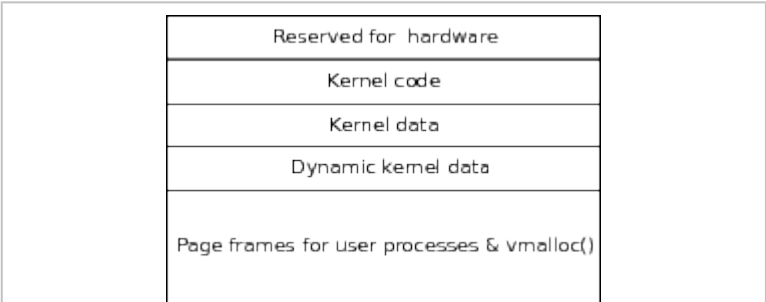 Reserved for hardware
Kernel code
Kernel data
Dynamic kernel data
Page frames for user processes & vmalloc()